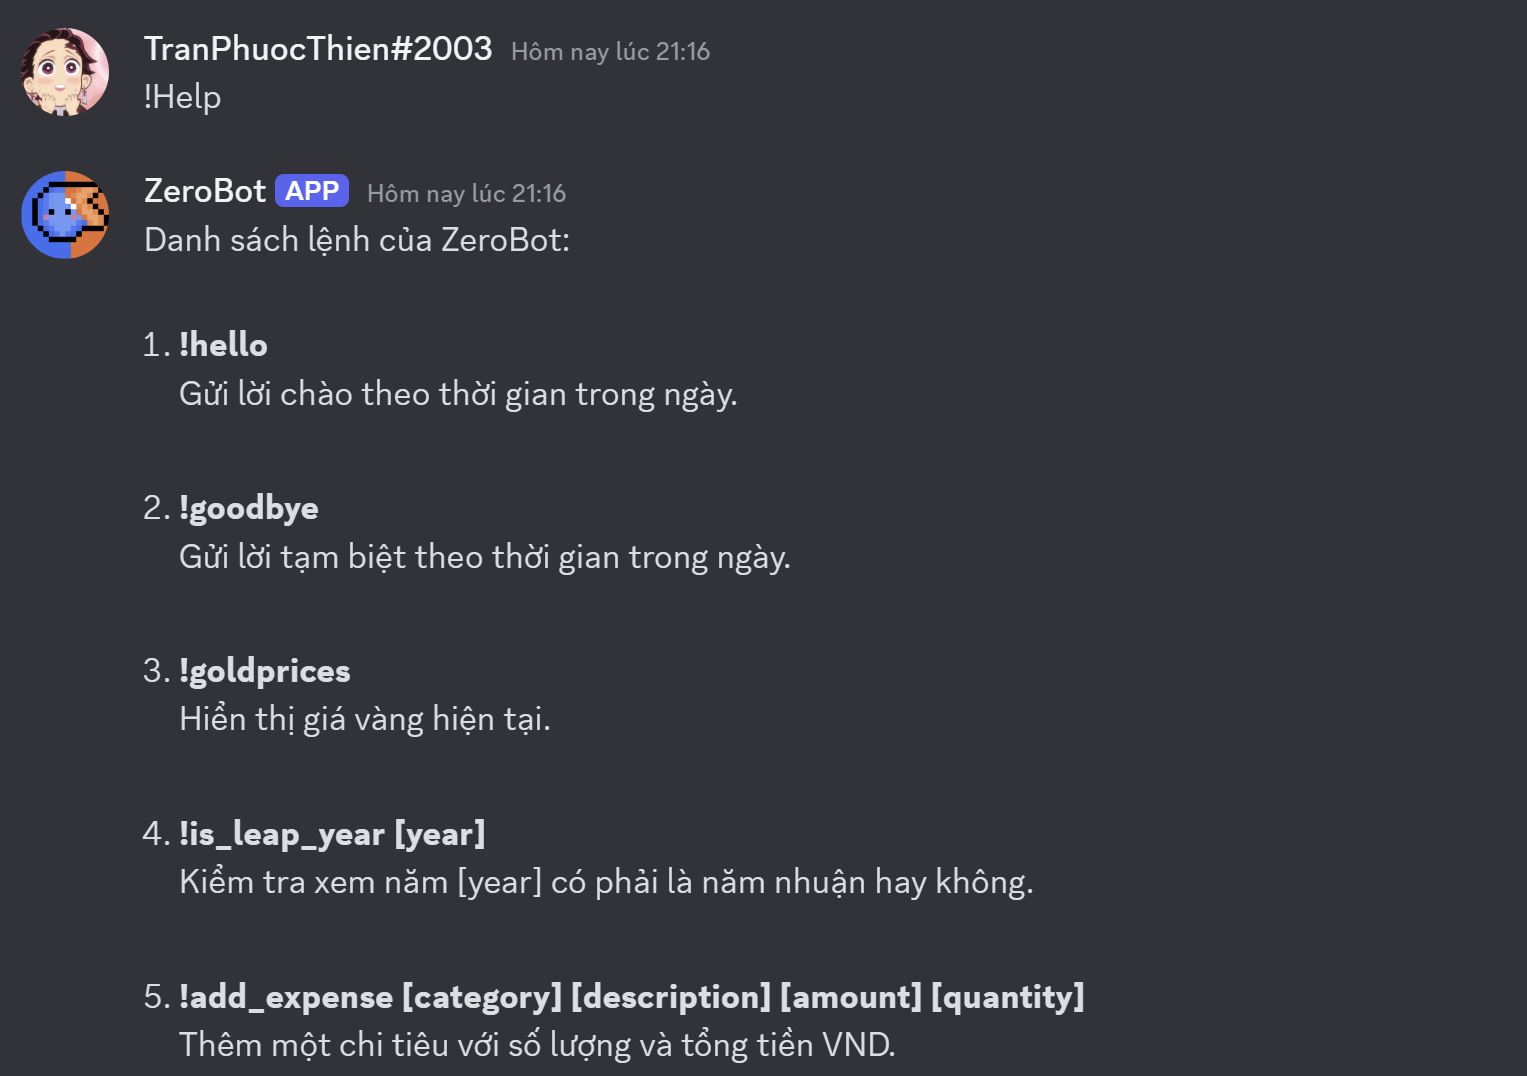 TranPhuocThien#2003 Hôm nay lúc 21:16
!Help
ZeroBot APP Hôm nay lúc 21:16
Danh sách lệnh của ZeroBot:
1. !hello
Gửi lời chào theo thời gian trong ngày.
2. !goodbye
Gửi lời tạm biệt theo thời gian trong ngày.
3. !goldprices
Hiển thị giá vàng hiện tại.
4. !is_leap_year [year]
Kiểm tra xem năm [year] có phải là năm nhuận hay không.
5. !add_expense [category] [description] [amount] [quantity]
Thêm một chi tiêu với số lượng và tổng tiền VND.